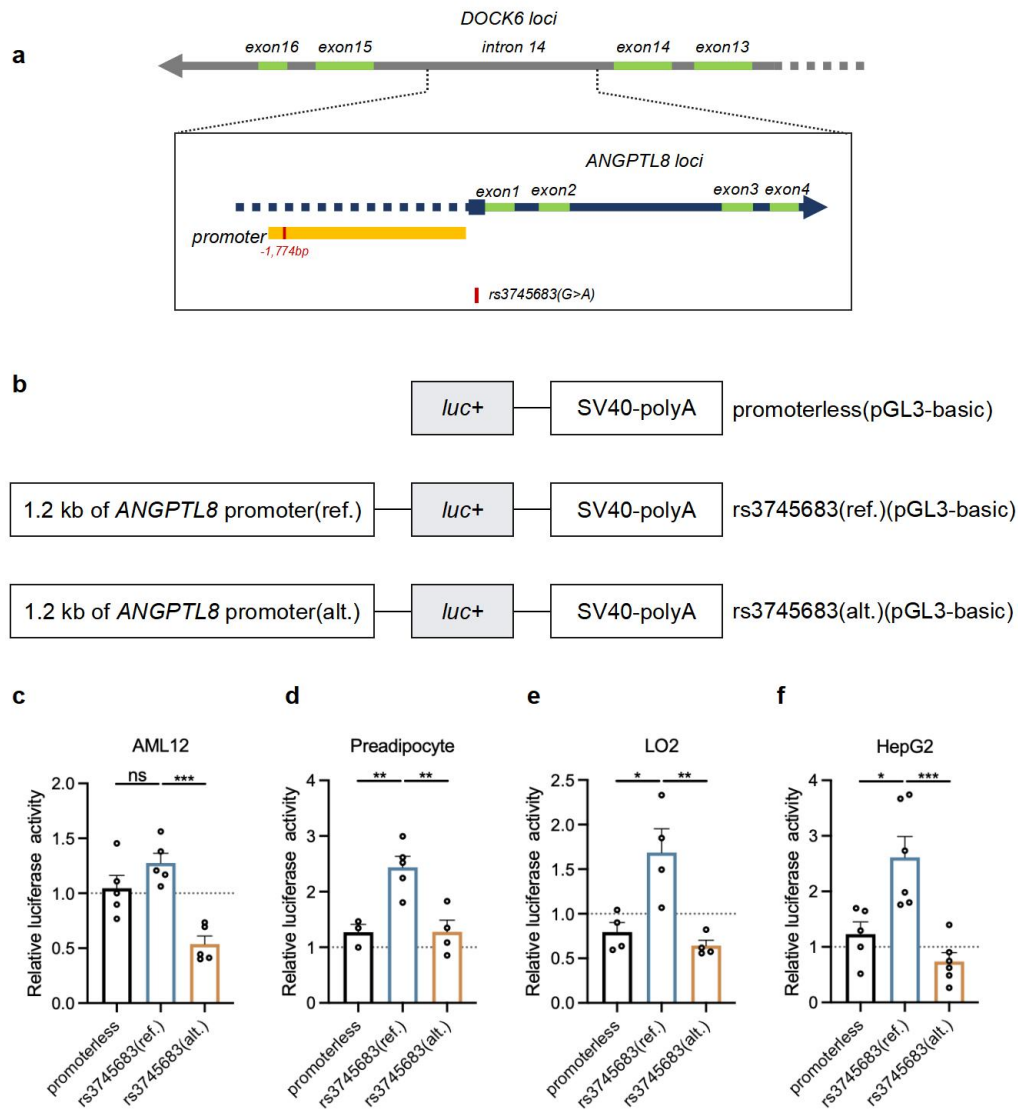 DOCK6 loci
a
exon16
exon15
intron 14
exon14
exon13
ANGPTL8 loci
exon1
exon2
exon3
exon4
promoter
-1,774bp
rs3745683(G>A)
b
luc+
SV40-polyA
promoterless(pGL3-basic)
1.2 kb of ANGPTL8 promoter(ref.)
luc+
SV40-polyA
rs3745683(ref.)(pGL3-basic)
1.2 kb of ANGPTL8 promoter(alt.)
luc+
SV40-polyA
rs3745683(alt.)(pGL3-basic)
c
AML12
ns
***
Relative luciferase activity
2.0
1.5
1.0
0.5
0.0
promoterless
rs3745683(ref.)
rs3745683(alt.)
d
Preadipocyte
**
**
Relative luciferase activity
4
3
2
1
0
promoterless
rs3745683(ref.)
rs3745683(alt.)
e
LO2
*
**
Relative luciferase activity
2.5
2.0
1.5
1.0
0.5
0.0
promoterless
rs3745683(ref.)
rs3745683(alt.)
f
HepG2
*
***
Relative luciferase activity
4
3
2
1
0
promoterless
rs3745683(ref.)
rs3745683(alt.)